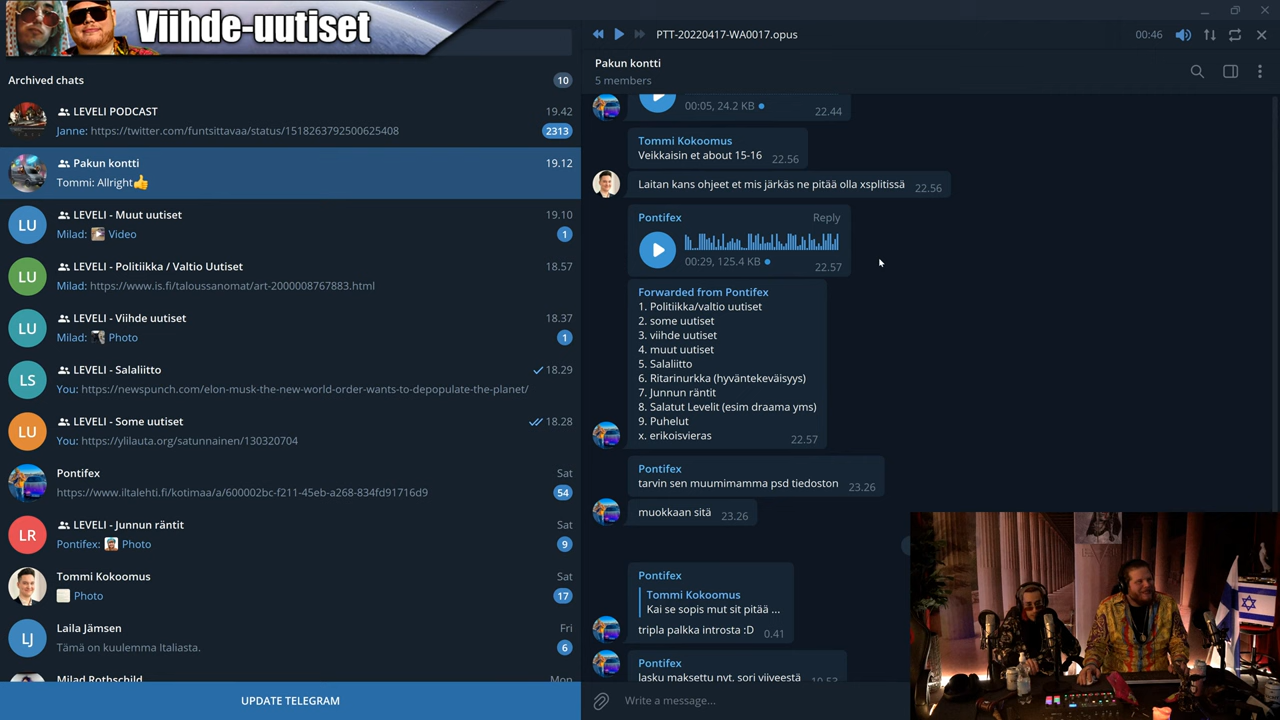 Viihde-uutiset
PTT-20220417-WA0017.opus
00:46
Archived chats
10
LEVELI PODCAST
19.42
Janne: https://twitter.com/funtsittavaa/status/1518263792500625408
2313
Pakun kontti
19.12
Tommi: Allright👍
LEVELI - Muut uutiset
19.10
Milad: Video
1
LEVELI - Politiikka / Valtio Uutiset
18.57
Milad: https://www.is.fi/taloussanomat/art-2000008767883.html
LEVELI - Viihde uutiset
18.37
Milad: Photo
1
LEVELI - Salaliitto
18.29
You: https://newspunch.com/elon-musk-the-new-world-order-wants-to-depopulate-the-planet/
LEVELI - Some uutiset
18.28
You: https://ylilauta.org/satunnainen/130320704
Pontifex
Sat
https://www.iltalehti.fi/kotimaa/a/600002bc-f211-45eb-a268-834fd91716d9
54
LEVELI - Junnun räntit
Sat
Pontifex: Photo
9
Tommi Kokoomus
Sat
Photo
17
Laila Jämsen
Fri
Tämä on kuulemma Italiasta.
6
Milad Rothschild
Mon
UPDATE TELEGRAM
LU
LU
LU
LS
LU
LR
LJ
Pakun kontti
5 members
00:05, 24.2 KB
22.44
Tommi Kokoomus
Veikkaisin et about 15-16
22.56
Laitan kans ohjeet et mis järkäs ne pitää olla xsplitissä
22.56
Pontifex
Reply
00:29, 125.4 KB
22.57
Forwarded from Pontifex
1. Politiikka/valtio uutiset
2. some uutiset
3. viihde uutiset
4. muut uutiset
5. Salaliitto
6. Ritarinurkka (hyväntekeväisyys)
7. Junnun räntit
8. Salatut Levelit (esim draama yms)
9. Puhelut
x. erikoisvieras
22.57
Pontifex
tarvin sen muumimamma psd tiedoston
23.26
muokkaan sitä
23.26
Pontifex
Tommi Kokoomus
Kai se sopis mut sit pitää ...
tripla palkka introsta :D
0.41
Pontifex
lasku maksettu nyt, sori viiveestä
10.53
Write a message...